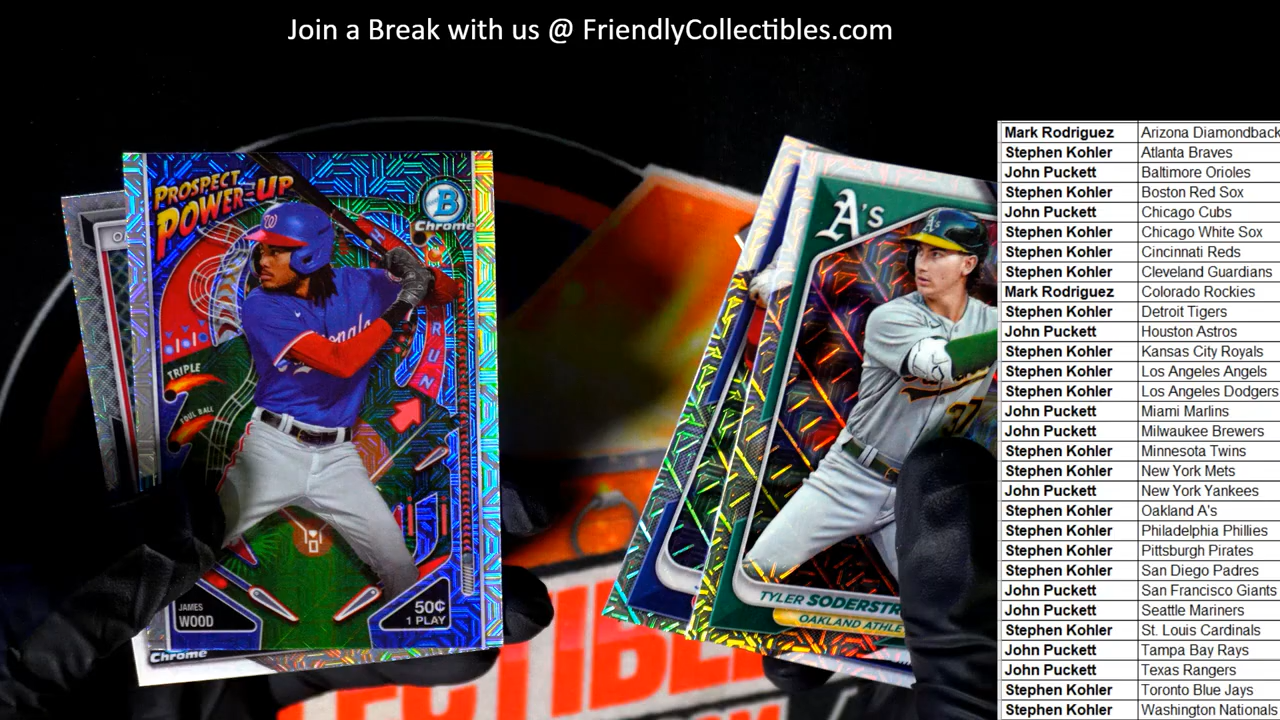 Join a Break with us @ FriendlyCollectibles.com
PROSPECT
POWER-UP
B
Chrome
W
TRIPLE
FOUL BALL
RUN
JAMES
WOOD
50¢
1 PLAY
Chrome
A's
A's
27
TYLER SODERSTR
OAKLAND ATHLE
CTIBLE
.COM
Mark Rodriguez Arizona Diamondback
Stephen Kohler Atlanta Braves
John Puckett Baltimore Orioles
Stephen Kohler Boston Red Sox
John Puckett Chicago Cubs
Stephen Kohler Chicago White Sox
Stephen Kohler Cincinnati Reds
Stephen Kohler Cleveland Guardians
Mark Rodriguez Colorado Rockies
Stephen Kohler Detroit Tigers
John Puckett Houston Astros
Stephen Kohler Kansas City Royals
Stephen Kohler Los Angeles Angels
Stephen Kohler Los Angeles Dodgers
John Puckett Miami Marlins
John Puckett Milwaukee Brewers
Stephen Kohler Minnesota Twins
Stephen Kohler New York Mets
John Puckett New York Yankees
Stephen Kohler Oakland A's
Stephen Kohler Philadelphia Phillies
Stephen Kohler Pittsburgh Pirates
Stephen Kohler San Diego Padres
John Puckett San Francisco Giants
John Puckett Seattle Mariners
Stephen Kohler St. Louis Cardinals
John Puckett Tampa Bay Rays
John Puckett Texas Rangers
Stephen Kohler Toronto Blue Jays
Stephen Kohler Washington Nationals